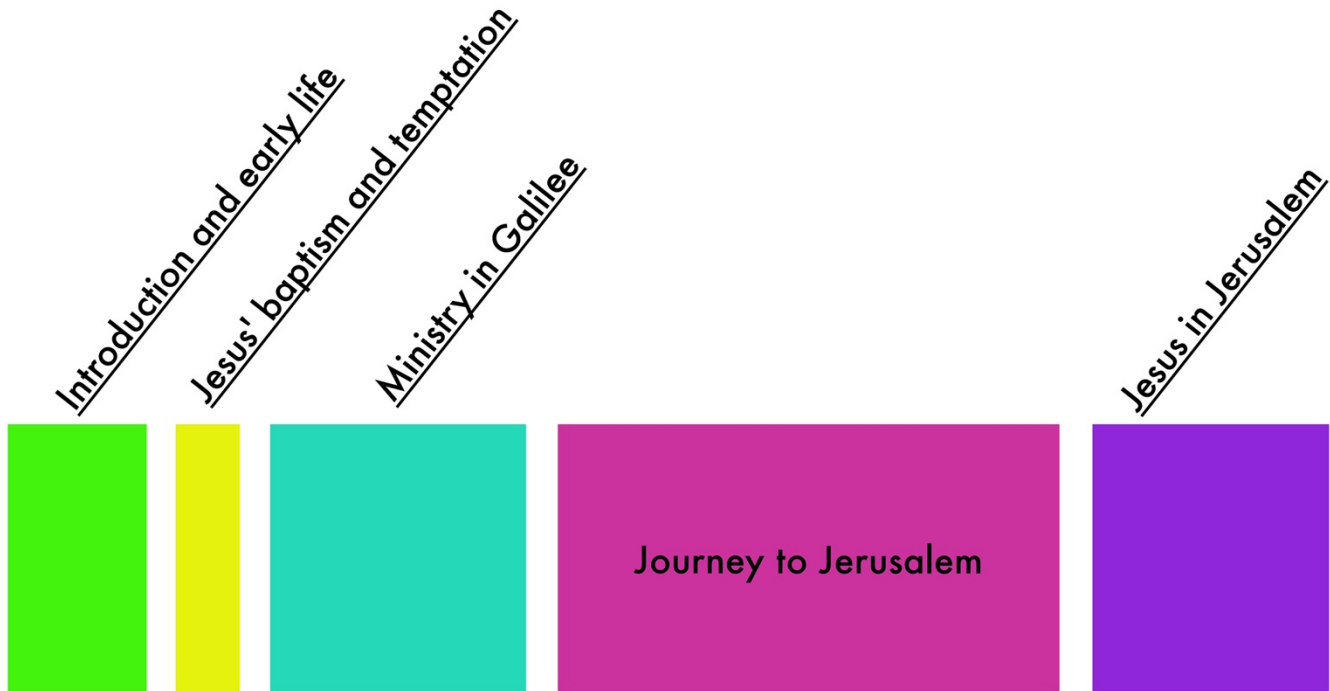 Introduction and early life
Jesus' baptism and temptation
Ministry in Galilee
Journey to Jerusalem
Jesus in Jerusalem